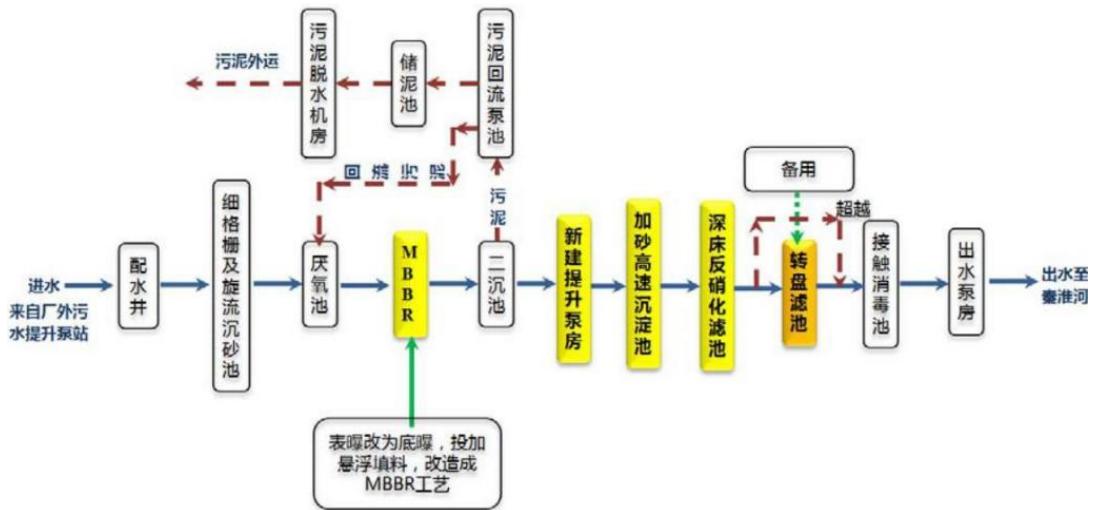 污泥外运
污泥脱水机房
储泥池
污泥回流泵池
污泥
备用
超越
进水
来自厂外污
水提升泵站
配水井
细格栅及旋流沉砂池
厌氧池
MBBR
二沉池
新建提升泵房
加砂高速沉淀池
深床反硝化滤池
转盘滤池
接触消毒池
出水泵房
出水至
秦淮河
表曝改为底曝，投加
悬浮填料，改造成
MBBR工艺